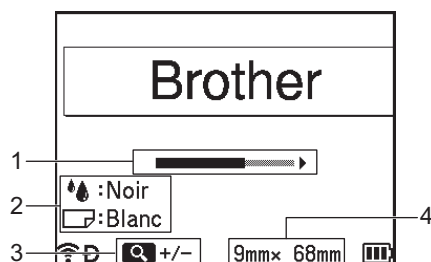 Brother
1
2
:Noir
:Blanc
4
3
D
+/-
9mm× 68mm